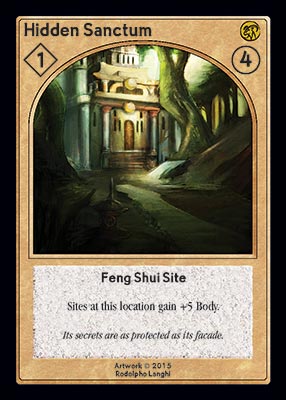 Hidden Sanctum
1
4
Feng Shui Site
Sites at this location gain +5 Body.
Its secrets are as protected as its facade.
Artwork © 2015
Rodolpho Langhi